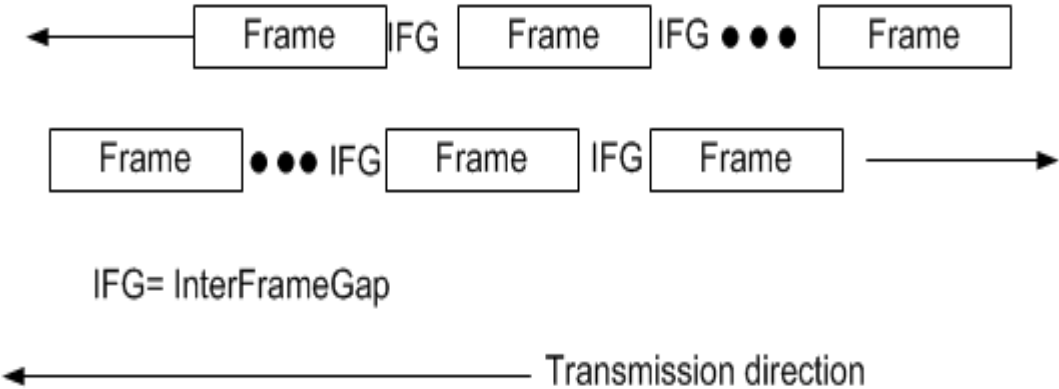 Frame IFG Frame IFG ●●● Frame
Frame ●●● IFG Frame IFG Frame
IFG= InterFrameGap
Transmission direction